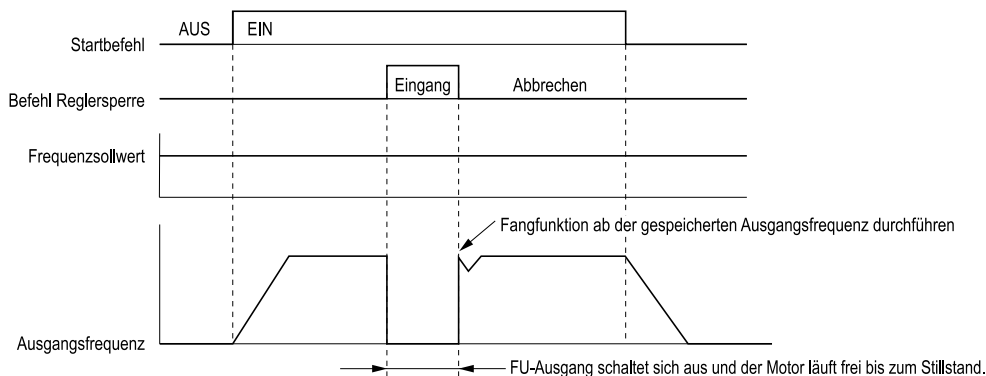 AUS
EIN
Startbefehl
Eingang
Abbrechen
Befehl Reglersperre
Frequenzsollwert
Fangfunktion ab der gespeicherten Ausgangsfrequenz durchführen
Ausgangsfrequenz
FU-Ausgang schaltet sich aus und der Motor läuft frei bis zum Stillstand.